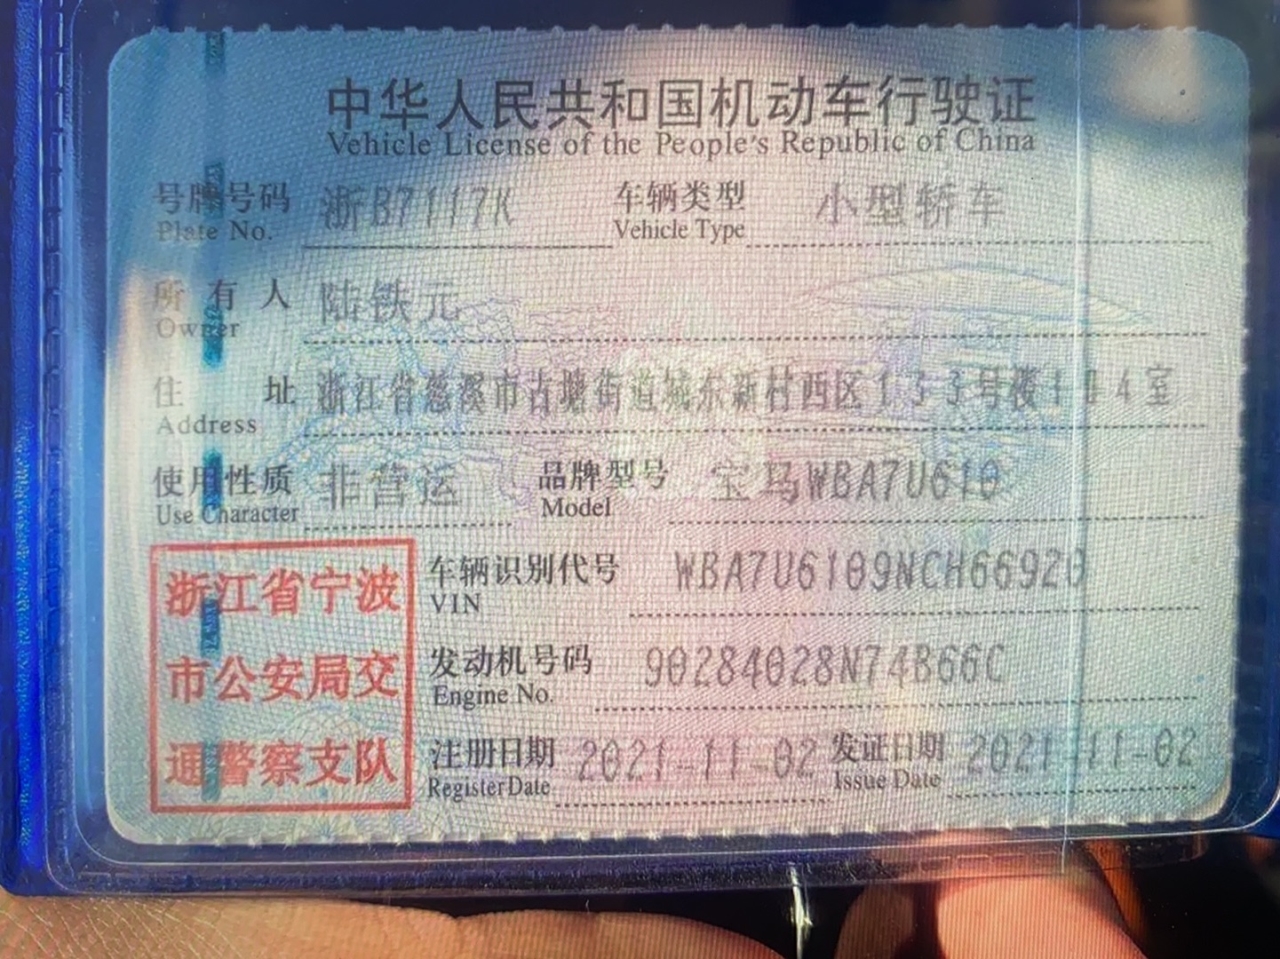 中华人民共和国机动车行驶证
Vehicle License of the People's Republic of China
号牌号码 浙B7117K 车辆类型 小型轿车
Plate No. Vehicle Type
所有人 陆铁元
Owner
住址 浙江省慈溪市古塘街道城东新村西区133号楼104室
Address
使用性质 非营运 品牌型号 宝马WBA7U610
Use Character Model
浙江省宁波
市公安局交
通警察支队
车辆识别代号 WBA7U6109NCH66920
VIN
发动机号码 90284028N74B66C
Engine No.
注册日期 2021-11-02 发证日期 2021-11-02
Register Date Issue Date